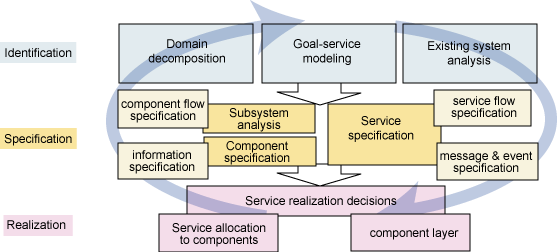 Identification
Domain
decomposition
Goal-service
modeling
Existing system
analysis
Specification
component flow
specification
Subsystem
analysis
Service
specification
service flow
specification
information
specification
Component
specification
message & event
specification
Realization
Service realization decisions
Service allocation
to components
component layer